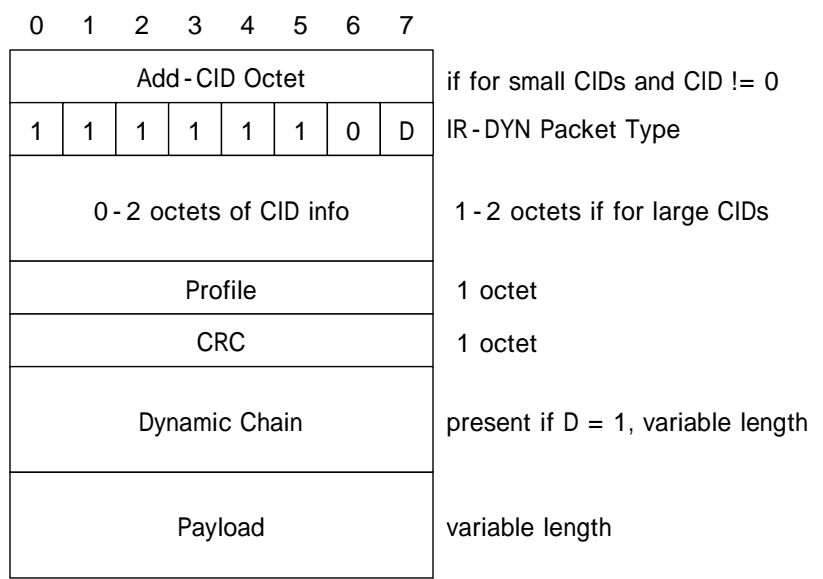 0 1 2 3 4 5 6 7
Add-CID Octet if for small CIDs and CID != 0
1 1 1 1 1 1 0 D IR-DYN Packet Type
0-2 octets of CID info 1-2 octets if for large CIDs
Profile 1 octet
CRC 1 octet
Dynamic Chain present if D = 1, variable length
Payload variable length